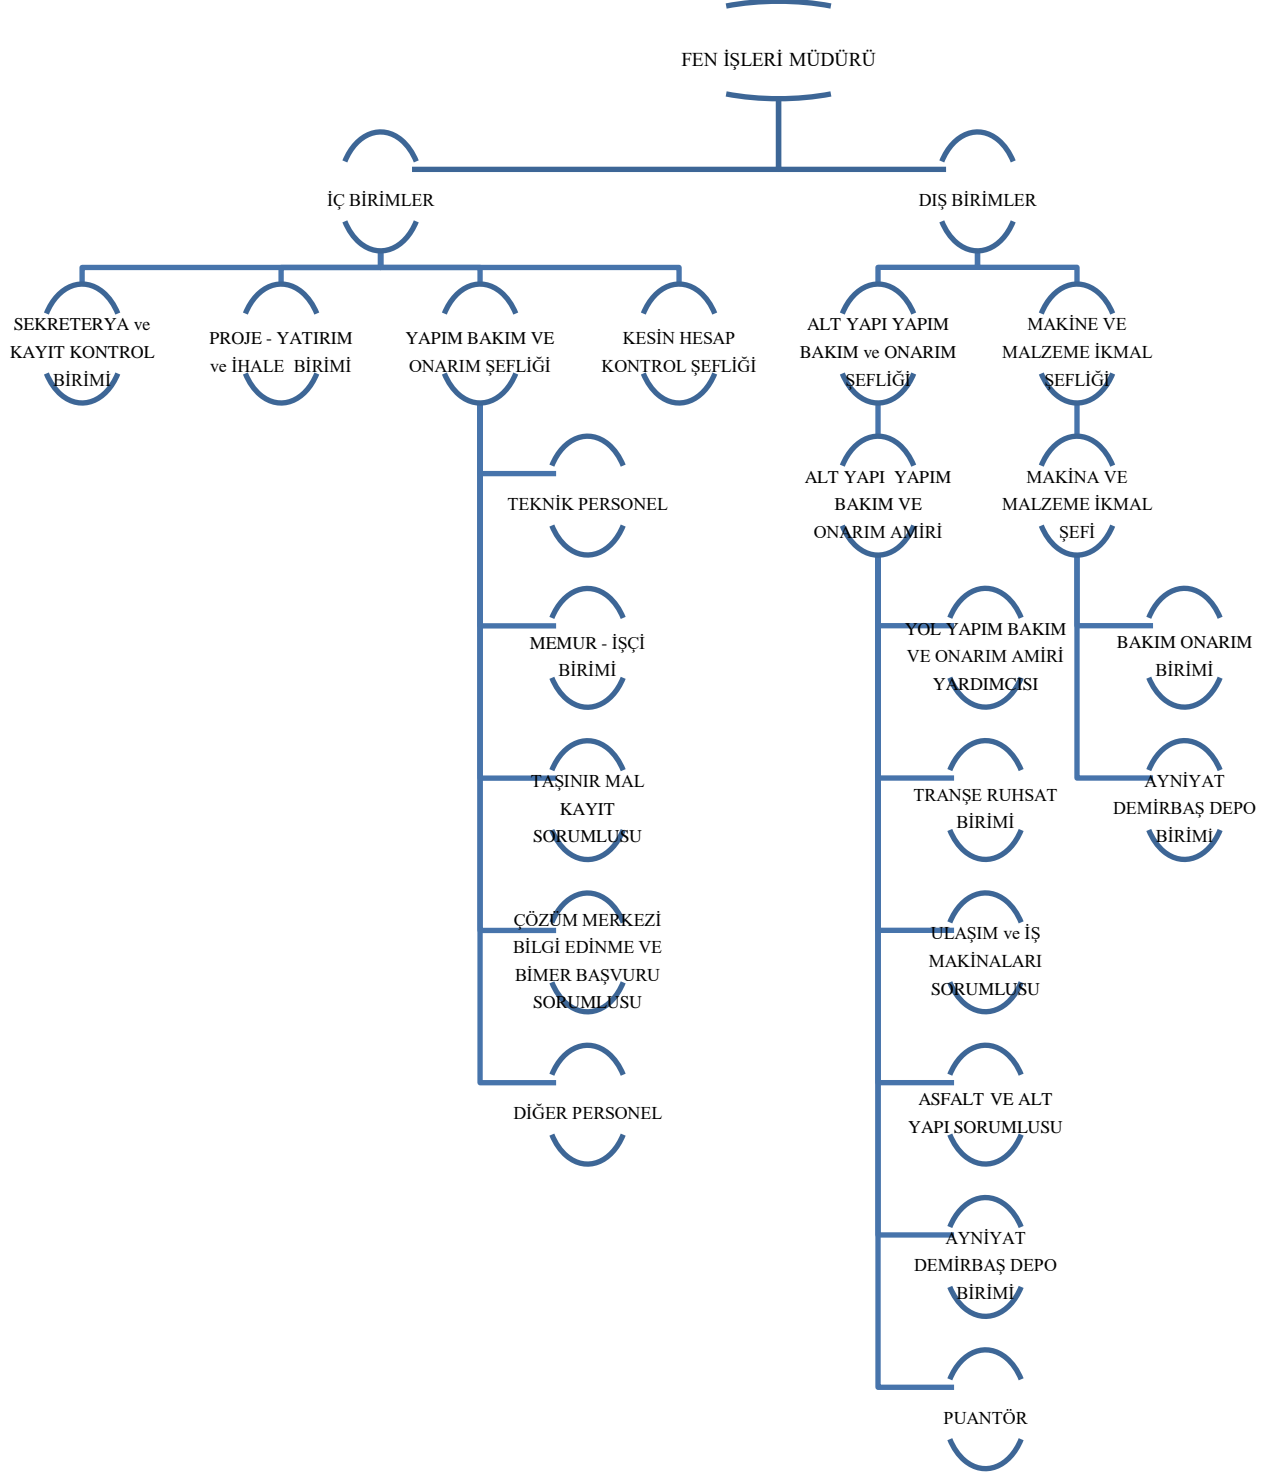 FEN İŞLERİ MÜDÜRÜ
İÇ BİRİMLER
DIŞ BİRİMLER
SEKRETERYA ve
KAYIT KONTROL
BİRİMİ
PROJE - YATIRIM
ve İHALE BİRİMİ
YAPIM BAKIM VE
ONARIM ŞEFLİĞİ
KESİN HESAP
KONTROL ŞEFLİĞİ
ALT YAPI YAPIM
BAKIM ve ONARIM
ŞEFLİĞİ
MAKİNE VE
MALZEME İKMAL
ŞEFLİĞİ
TEKNİK PERSONEL
MEMUR - İŞÇİ
BİRİMİ
TAŞINIR MAL
KAYIT
SORUMLUSU
ÇÖZÜM MERKEZİ
BİLGİ EDİNME VE
BİMER BAŞVURU
SORUMLUSU
DİĞER PERSONEL
ALT YAPI YAPIM
BAKIM VE
ONARIM AMİRİ
YOL YAPIM BAKIM
VE ONARIM AMİRİ
YARDIMCISI
TRANŞE RUHSAT
BİRİMİ
ULAŞIM ve İŞ
MAKİNALARI
SORUMLUSU
ASFALT VE ALT
YAPI SORUMLUSU
AYNİYAT
DEMİRBAŞ DEPO
BİRİMİ
PUANTÖR
MAKİNA VE
MALZEME İKMAL
ŞEFİ
BAKIM ONARIM
BİRİMİ
AYNİYAT
DEMİRBAŞ DEPO
BİRİMİ